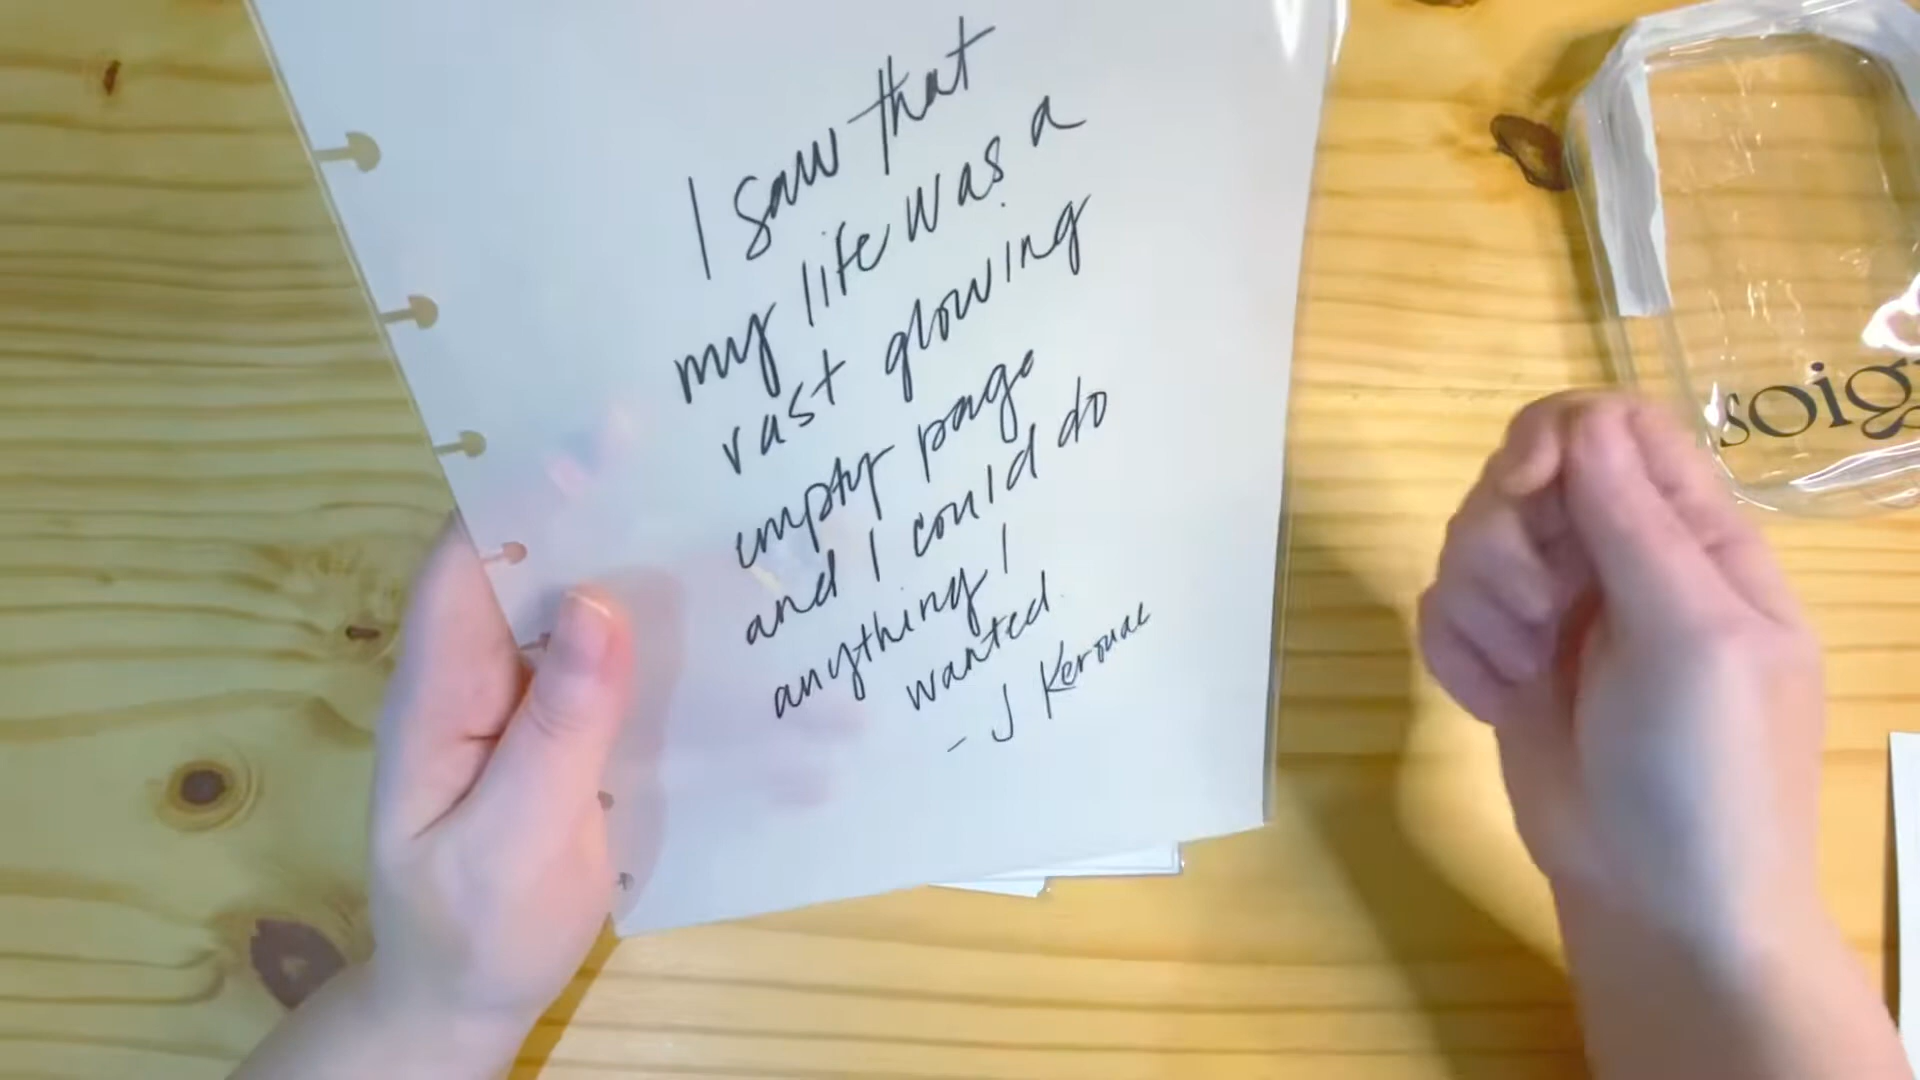 I saw that
my life was a
vast glowing
empty page
and I could do
anything I
wanted.
- J Kerouac
soig